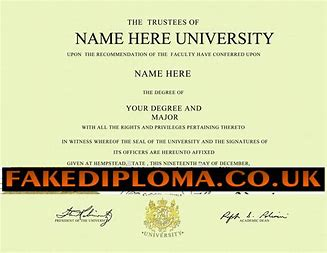 THE TRUSTEES OF
NAME HERE UNIVERSITY
UPON THE RECOMMENDATION OF THE FACULTY HAVE CONFERRED UPON
NAME HERE
THE DEGREE OF
YOUR DEGREE AND
MAJOR
WITH ALL THE RIGHTS AND PRIVILEGES PERTAINING THERETO
IN WITNESS WHEREOF THE SEAL OF THE UNIVERSITY AND THE SIGNATURES OF
ITS OFFICERS ARE HEREUNTO AFFIXED
GIVEN AT HEMPSTEAD, STATE , THIS NINETEENTH DAY OF DECEMBER,
FAKEDIPLOMA.CO.UK
PRESIDENT OF THE UNIVERSITY
UNIVERSITY
ACADEMIC DEAN